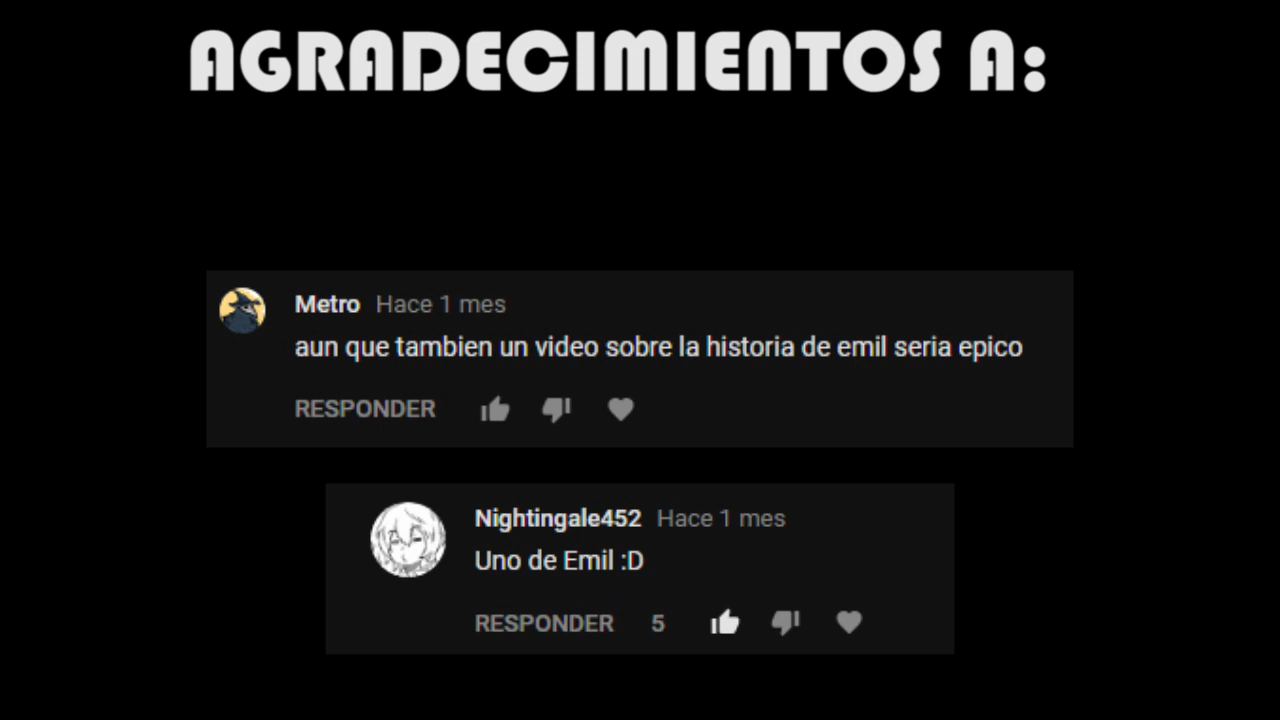 AGRADECIMIENTOS A:
Metro Hace 1 mes
aun que tambien un video sobre la historia de emil seria epico
RESPONDER
Nightingale452 Hace 1 mes
Uno de Emil :D
RESPONDER 5